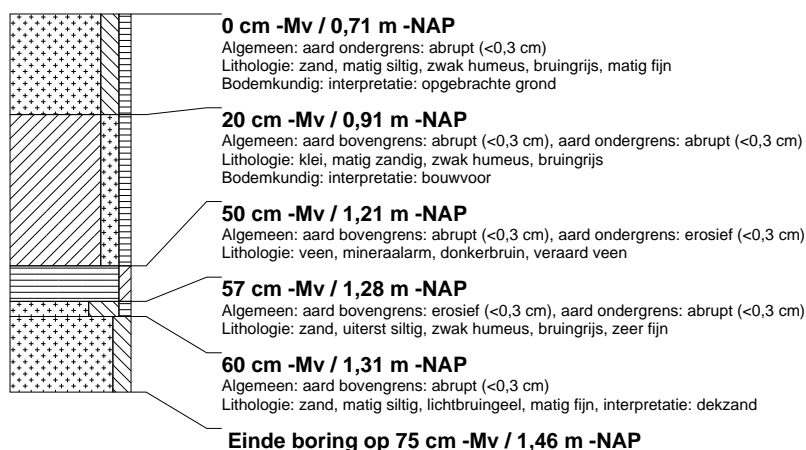 0 cm -Mv / 0,71 m -NAP
Algemeen: aard ondergrens: abrupt (<0,3 cm)
Lithologie: zand, matig siltig, zwak humeus, bruingrijs, matig fijn
Bodemkundig: interpretatie: opgebrachte grond
20 cm -Mv / 0,91 m -NAP
Algemeen: aard bovengrens: abrupt (<0,3 cm), aard ondergrens: abrupt (<0,3 cm)
Lithologie: klei, matig zandig, zwak humeus, bruingrijs
Bodemkundig: interpretatie: bouwvoor
50 cm -Mv / 1,21 m -NAP
Algemeen: aard bovengrens: abrupt (<0,3 cm), aard ondergrens: erosief (<0,3 cm)
Lithologie: veen, mineraalarm, donkerbruin, veraard veen
57 cm -Mv / 1,28 m -NAP
Algemeen: aard bovengrens: erosief (<0,3 cm), aard ondergrens: abrupt (<0,3 cm)
Lithologie: zand, uiterst siltig, zwak humeus, bruingrijs, zeer fijn
60 cm -Mv / 1,31 m -NAP
Algemeen: aard bovengrens: abrupt (<0,3 cm)
Lithologie: zand, matig siltig, lichtbruingeel, matig fijn, interpretatie: dekzand
Einde boring op 75 cm -Mv / 1,46 m -NAP